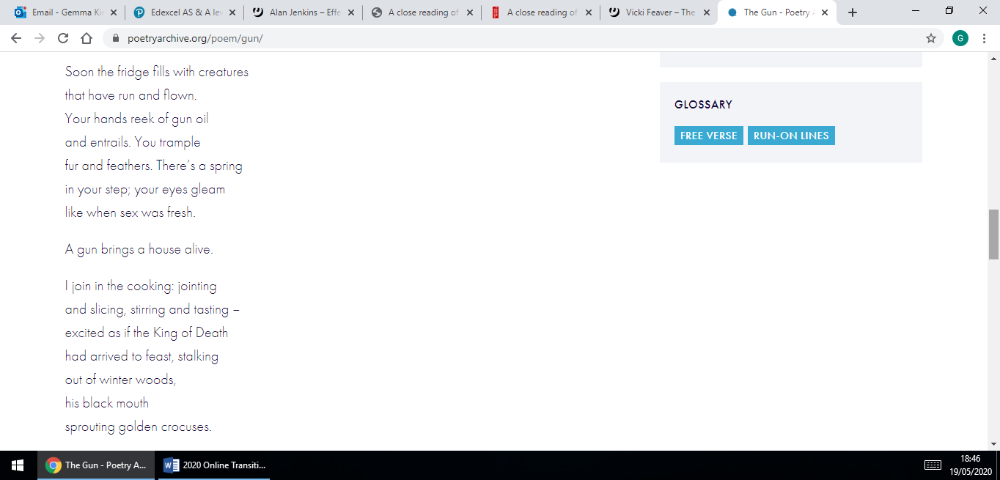 Email - Gemma Kir
Edexcel AS & A lev
Alan Jenkins – Effe
A close reading of
A close reading of
Vicki Feaver – The
The Gun - Poetry A
poetryarchive.org/poem/gun/
G
Soon the fridge fills with creatures
that have run and flown.
Your hands reek of gun oil
and entrails. You trample
fur and feathers. There's a spring
in your step; your eyes gleam
like when sex was fresh.
A gun brings a house alive.
I join in the cooking: jointing
and slicing, stirring and tasting –
excited as if the King of Death
had arrived to feast, stalking
out of winter woods,
his black mouth
sprouting golden crocuses.
GLOSSARY
FREE VERSE RUN-ON LINES
The Gun - Poetry A...
2020 Online Transiti...
18:46
19/05/2020